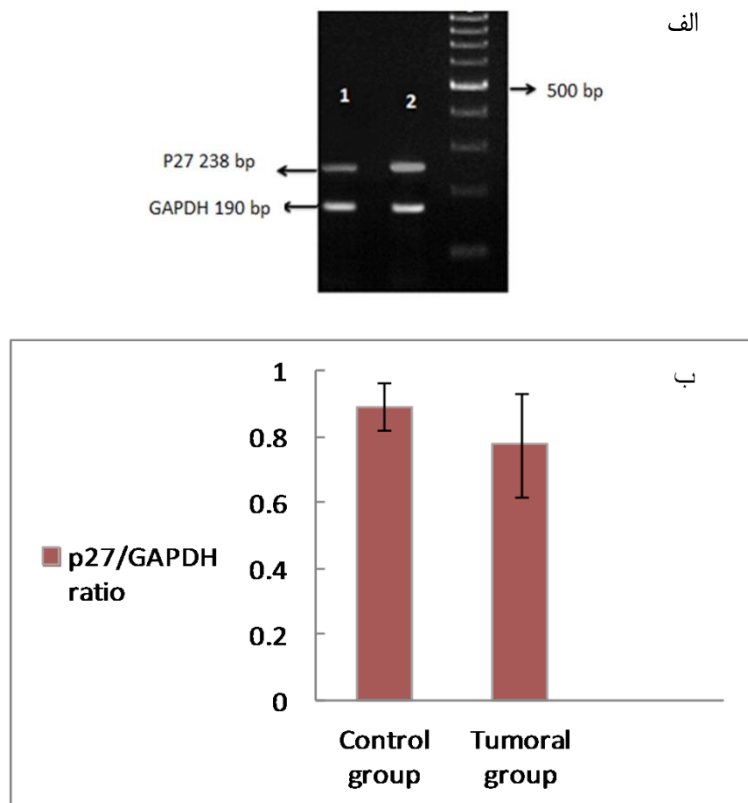 الف
1
2
500 bp
P27 238 bp
GAPDH 190 bp
ب
1
0.8
0.6
0.4
0.2
0
p27/GAPDH
ratio
Control
group
Tumoral
group